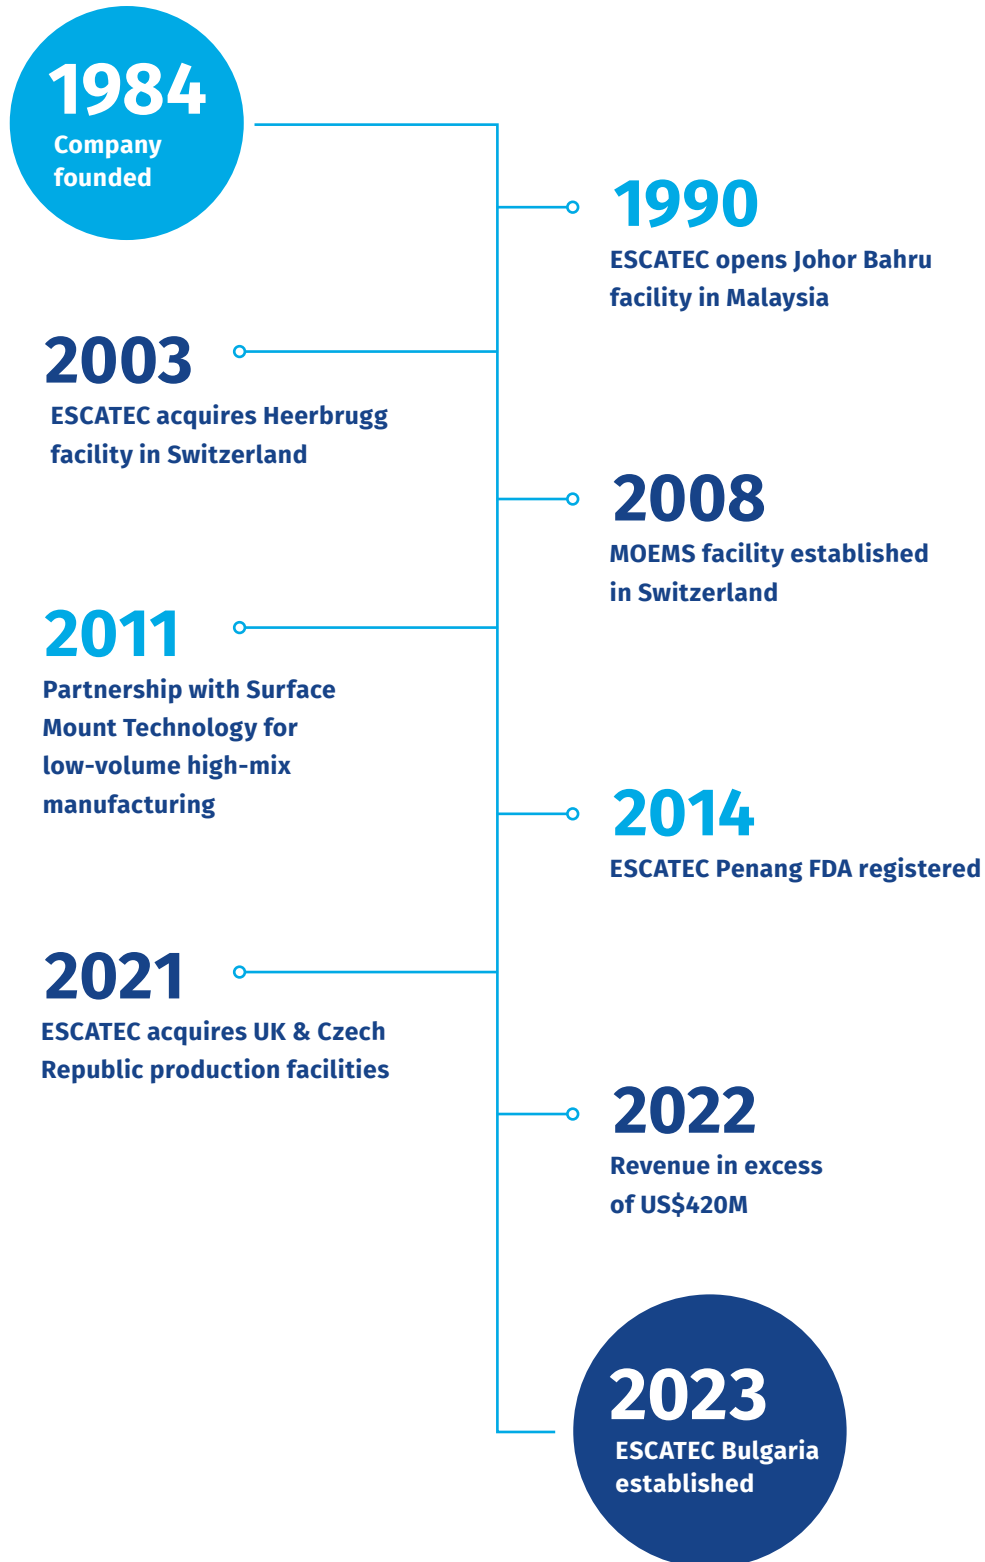 1984
Company
founded
1990
ESCATEC opens Johor Bahru
facility in Malaysia
2003
ESCATEC acquires Heerbrugg
facility in Switzerland
2008
MOEMS facility established
in Switzerland
2011
Partnership with Surface
Mount Technology for
low-volume high-mix
manufacturing
2014
ESCATEC Penang FDA registered
2021
ESCATEC acquires UK & Czech
Republic production facilities
2022
Revenue in excess
of US$420M
2023
ESCATEC Bulgaria
established